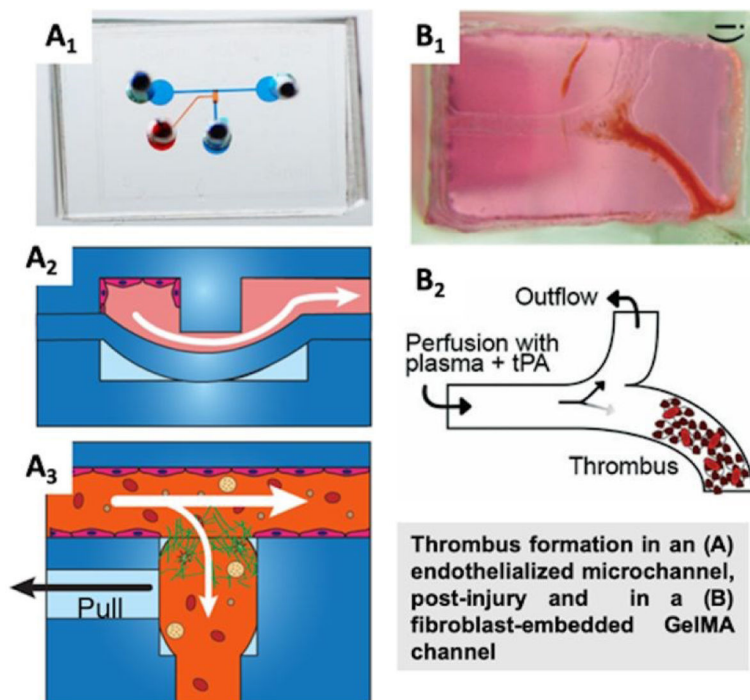 A1
B1
(i)
A2
B2
Outflow
Perfusion with
plasma + tPA
Thrombus
A3
Pull
Thrombus formation in an (A)
endothelialized microchannel,
post-injury and in a (B)
fibroblast-embedded GelMA
channel